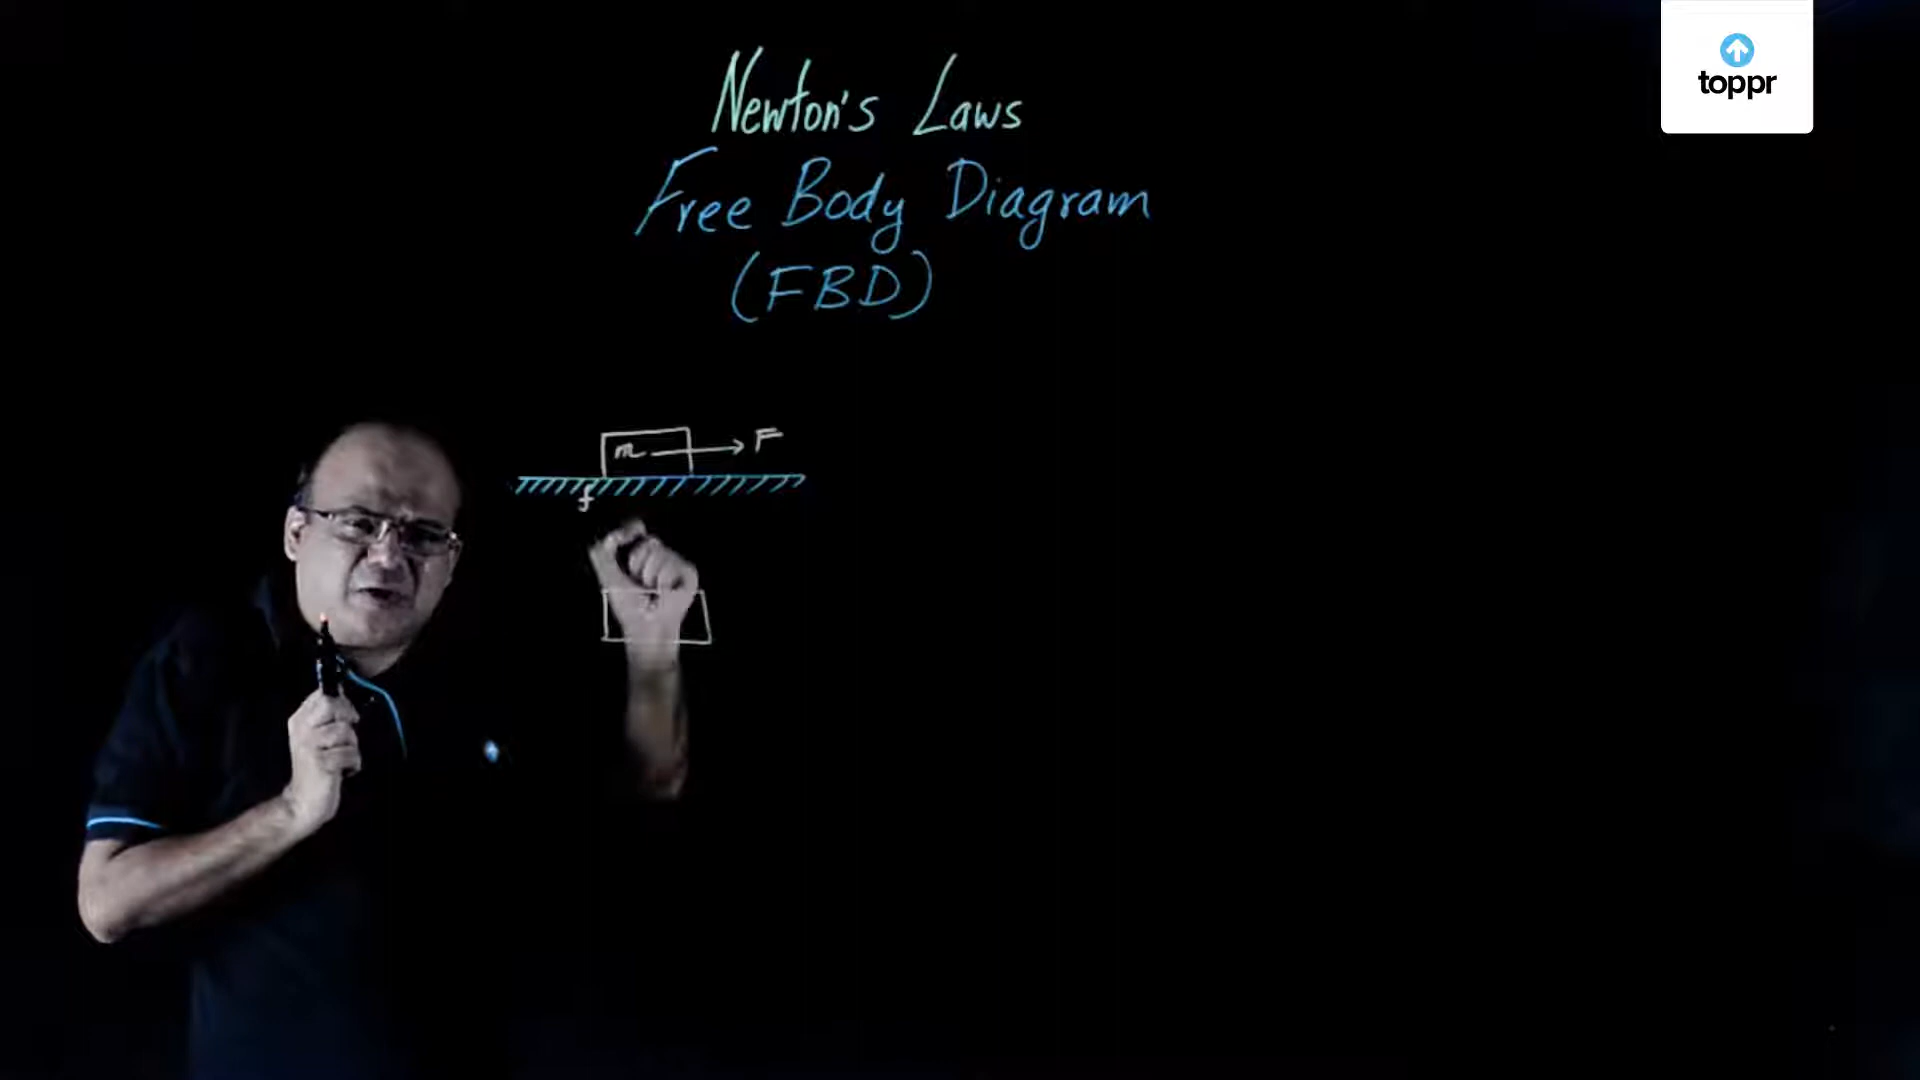 toppr
Newton's Laws
Free Body Diagram
(FBD)
m F
f